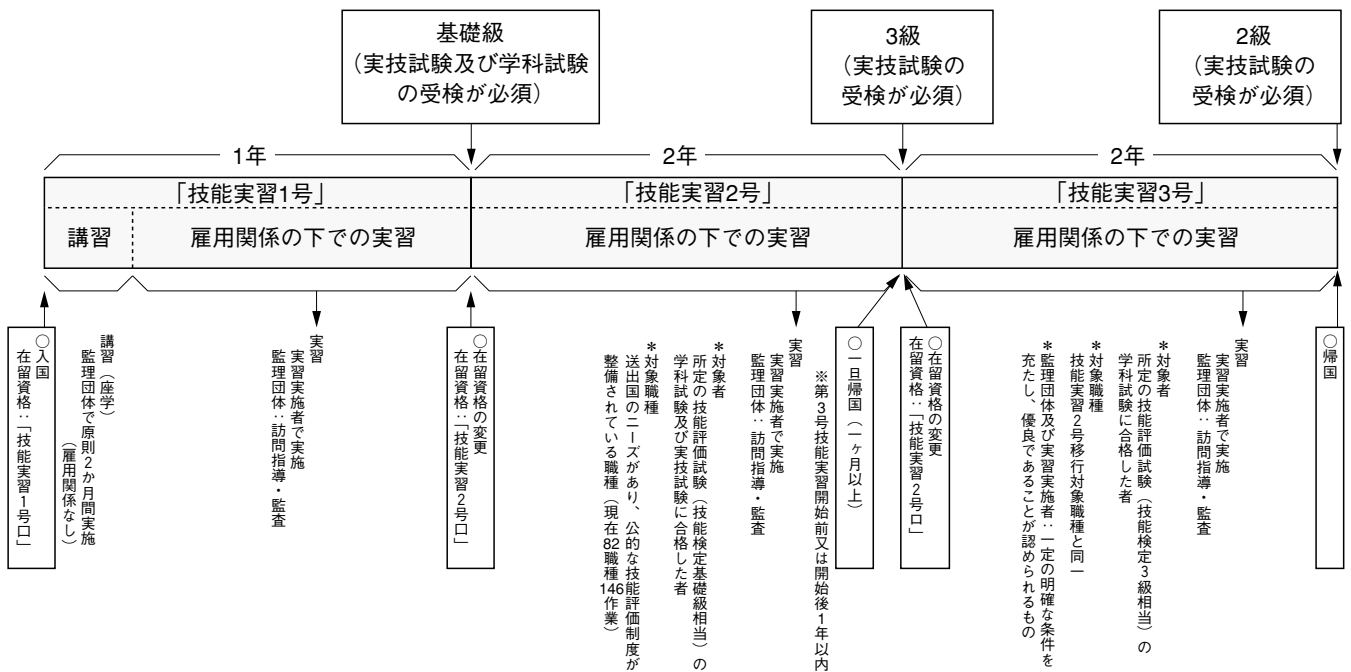 基礎級
（実技試験及び学科試験
の受検が必須）
3級
（実技試験の
受検が必須）
2級
（実技試験の
受検が必須）
1年
2年
2年
「技能実習1号」
「技能実習2号」
「技能実習3号」
講習
雇用関係の下での実習
雇用関係の下での実習
雇用関係の下での実習
○入国
在留資格：「技能実習1号ロ」
講習（座学）
監理団体で原則2か月間実施
（雇用関係なし）
実習
実習実施者で実施
監理団体：訪問指導・監査
○在留資格の変更
在留資格：「技能実習2号ロ」
実習
実習実施者で実施
監理団体：訪問指導・監査
＊対象者
所定の技能評価試験（技能検定基礎級相当）の
学科試験及び実技試験に合格した者
＊対象職種
送出国のニーズがあり、公的な技能評価制度が
整備されている職種（現在82職種146作業）
○一旦帰国（一ヶ月以上）
※第3号技能実習開始前又は開始後1年以内
○在留資格の変更
在留資格：「技能実習2号ロ」
実習
実習実施者で実施
監理団体：訪問指導・監査
＊対象者
所定の技能評価試験（技能検定3級相当）の
学科試験に合格した者
＊対象職種
技能実習2号移行対象職種と同一
＊監理団体及び実習実施者：一定の明確な条件を
充たし、優良であることが認められるもの
○帰国